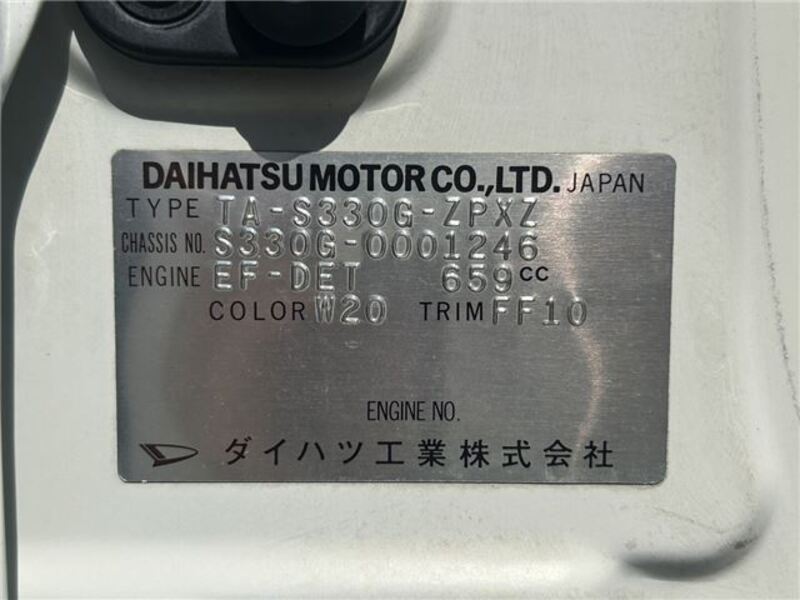 DAIHATSU MOTOR CO.,LTD. JAPAN
TYPE TA-S330G-ZPXZ
CHASSIS NO. S330G-0001246
ENGINE EF-DET 659CC
COLOR W20 TRIM FF10
ENGINE NO.
ダイハツ工業株式会社